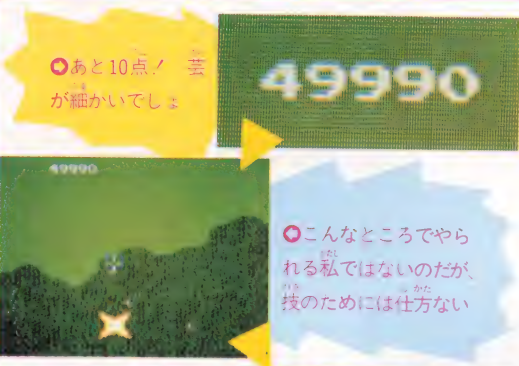 ➡あと10点! 芸
が細かいでしょ
49990
49990
⬆こんなところでやら
れる私ではないのだが、
技のためには仕方ない